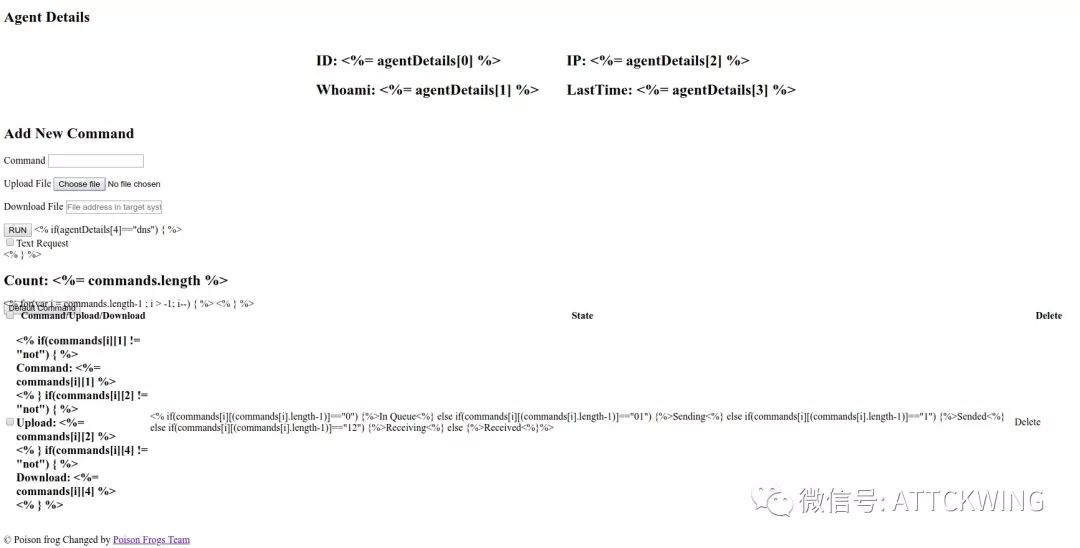 Agent Details
ID: <%= agentDetails[0] %> IP: <%= agentDetails[2] %>
Whoami: <%= agentDetails[1] %> LastTime: <%= agentDetails[3] %>
Add New Command
Command
Upload File Choose file No file chosen
Download File File address in target syst
RUN <% if(agentDetails[4]=="dns") { %>
Text Request
<% } %>
Count: <%= commands.length %>
<% for(var i = commands.length-1 ; i > -1; i--) { %> <% } %>
Default Command
Command/Upload/Download State Delete
<% if(commands[i][1] !=
"not") { %>
Command: <%=
commands[i][1] %>
<% } if(commands[i][2] !=
"not") { %>
Upload: <%=
commands[i][2] %>
<% } if(commands[i][4] !=
"not") { %>
Download: <%=
commands[i][4] %>
<% } %>
<% if(commands[i][(commands[i].length-1)]=="0") {%>In Queue<%} else if(commands[i][(commands[i].length-1)]=="01") {%>Sending<%} else if(commands[i][(commands[i].length-1)]=="1") {%>Sended<%}
else if(commands[i][(commands[i].length-1)]=="12") {%>Receiving<%} else {%>Received<%}%>
Delete
微信号: ATTCKWING
© Poison frog Changed by Poison Frogs Team